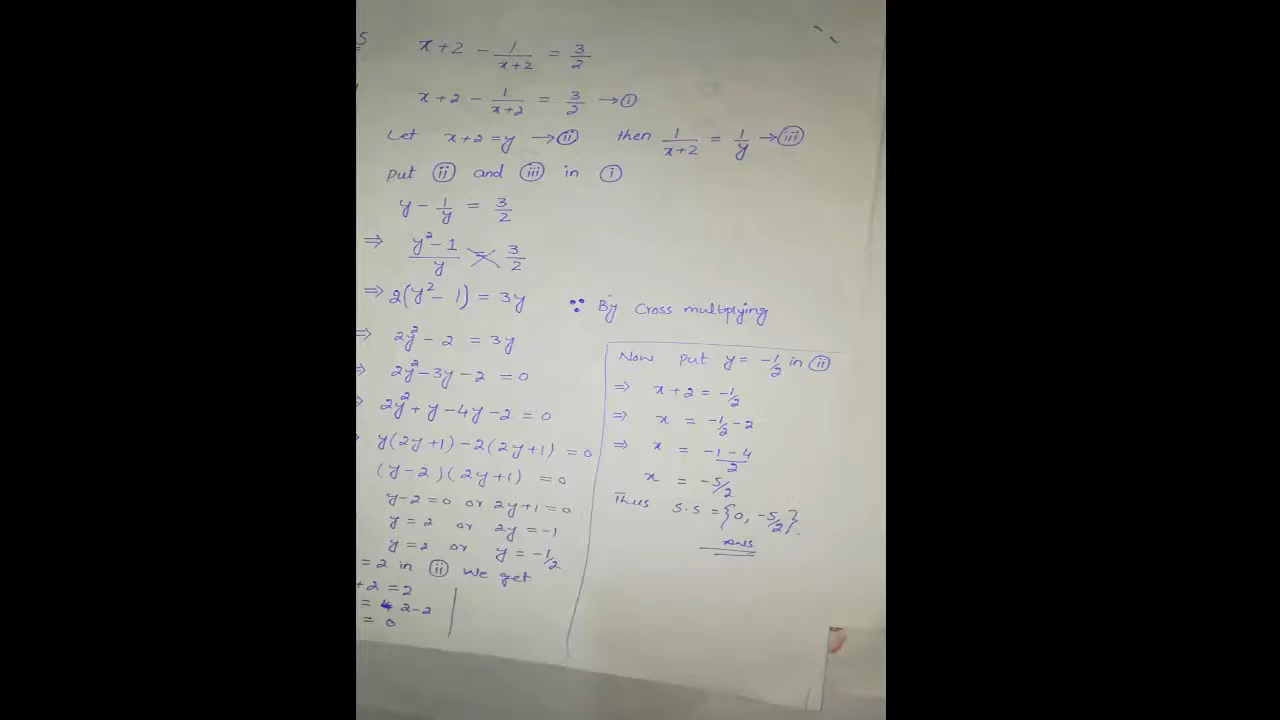 5
x+2 - 1/(x+2) = 3/2
x+2 - 1/(x+2) = 3/2 → (i)
Let x+2 = y → (ii) then 1/(x+2) = 1/y → (iii)
put (ii) and (iii) in (i)
y - 1/y = 3/2
⇒ (y² - 1)/y = 3/2
⇒ 2(y² - 1) = 3y ∵ By Cross multiplying
⇒ 2y² - 2 = 3y
⇒ 2y² - 3y - 2 = 0
⇒ 2y² + y - 4y - 2 = 0
y(2y+1) - 2(2y+1) = 0
(y-2)(2y+1) = 0
y-2 = 0 or 2y+1 = 0
y = 2 or 2y = -1
y = 2 or y = -1/2
= 2 in (ii) we get
+2 = 2
= 2-2
= 0
Now put y = -1/2 in (ii)
⇒ x+2 = -1/2
⇒ x = -1/2 - 2
⇒ x = (-1-4)/2
x = -5/2
Thus S.S = {0, -5/2}.
Ans